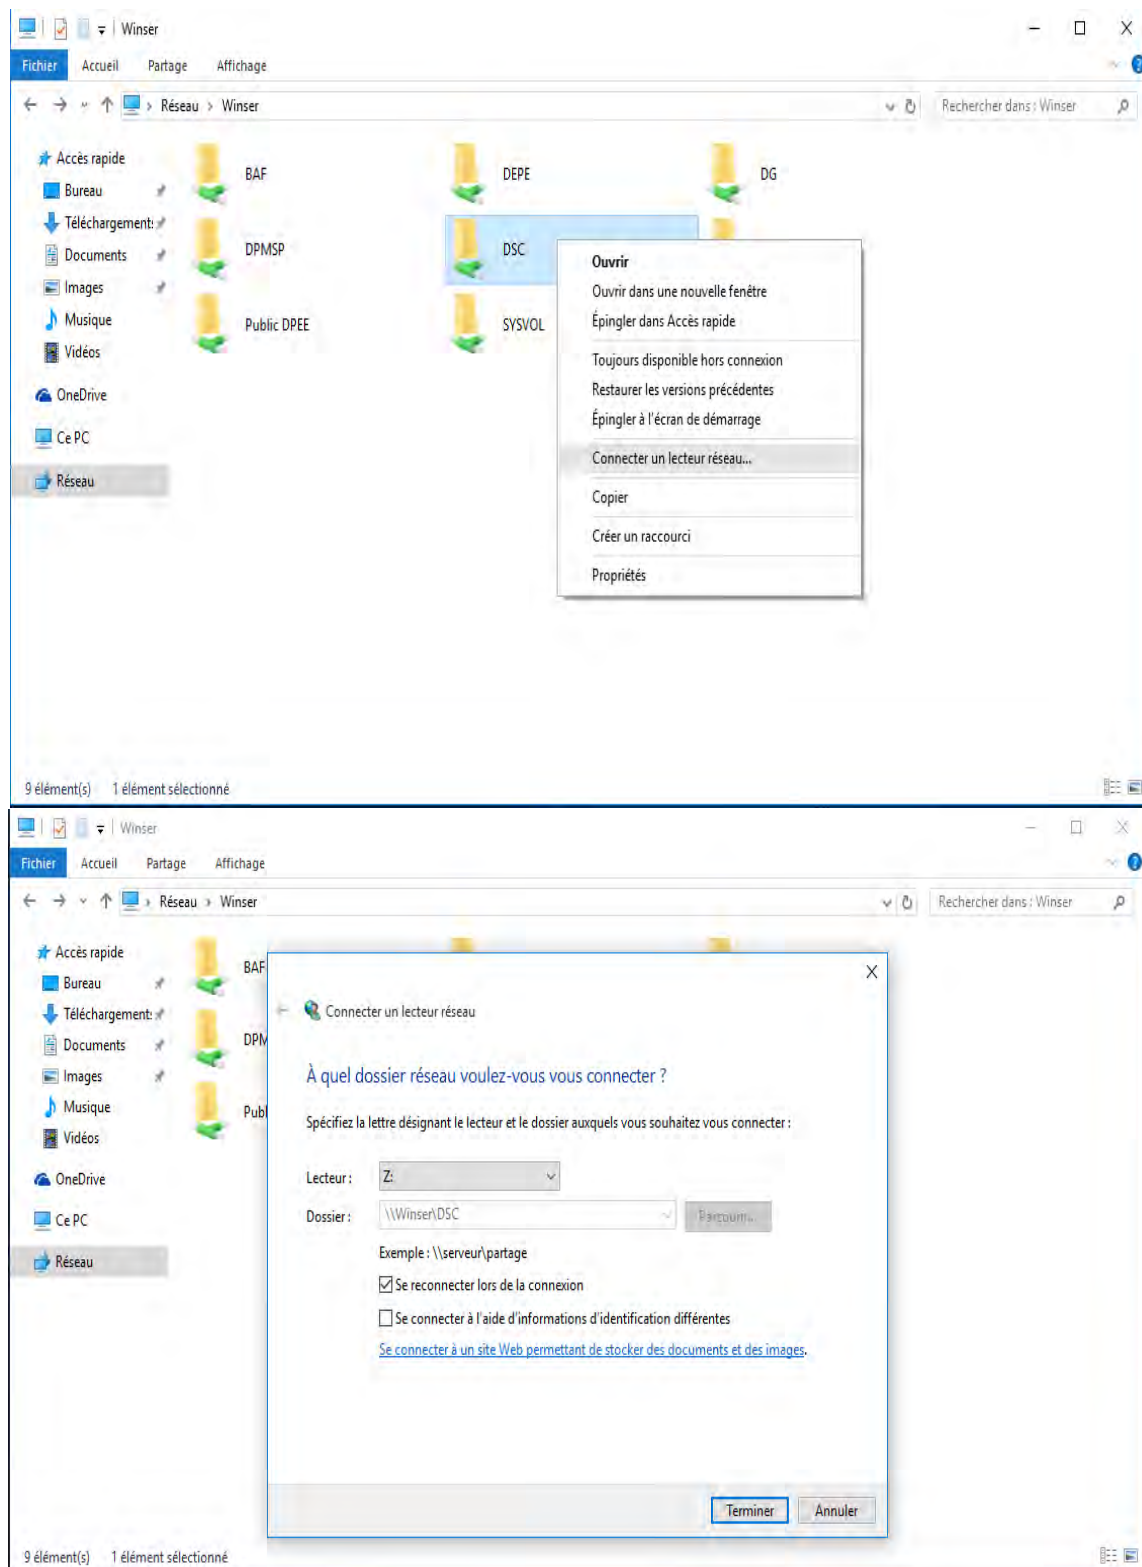 Winser
Fichier Accueil Partage Affichage
Réseau > Winser
Rechercher dans : Winser
Accès rapide
Bureau
Téléchargement:
Documents
Images
Musique
Vidéos
OneDrive
Ce PC
Réseau
BAF DEPE DG
DPMSP DSC
Public DPEE SYSVOL
Ouvrir
Ouvrir dans une nouvelle fenêtre
Épingler dans Accès rapide
Toujours disponible hors connexion
Restaurer les versions précédentes
Épingler à l'écran de démarrage
Connecter un lecteur réseau...
Copier
Créer un raccourci
Propriétés
9 élément(s) 1 élément sélectionné
Winser
Fichier Accueil Partage Affichage
Réseau > Winser
Rechercher dans : Winser
Accès rapide
Bureau
Téléchargement:
Documents
Images
Musique
Vidéos
OneDrive
Ce PC
Réseau
BAF
DPM
Publ
X
Connecter un lecteur réseau
À quel dossier réseau voulez-vous vous connecter ?
Spécifiez la lettre désignant le lecteur et le dossier auxquels vous souhaitez vous connecter :
Lecteur : Z:
Dossier : \\Winser\DSC Parcourir...
Exemple : \\serveur\partage
Se reconnecter lors de la connexion
Se connecter à l'aide d'informations d'identification différentes
Se connecter à un site Web permettant de stocker des documents et des images.
Terminer Annuler
9 élément(s) 1 élément sélectionné